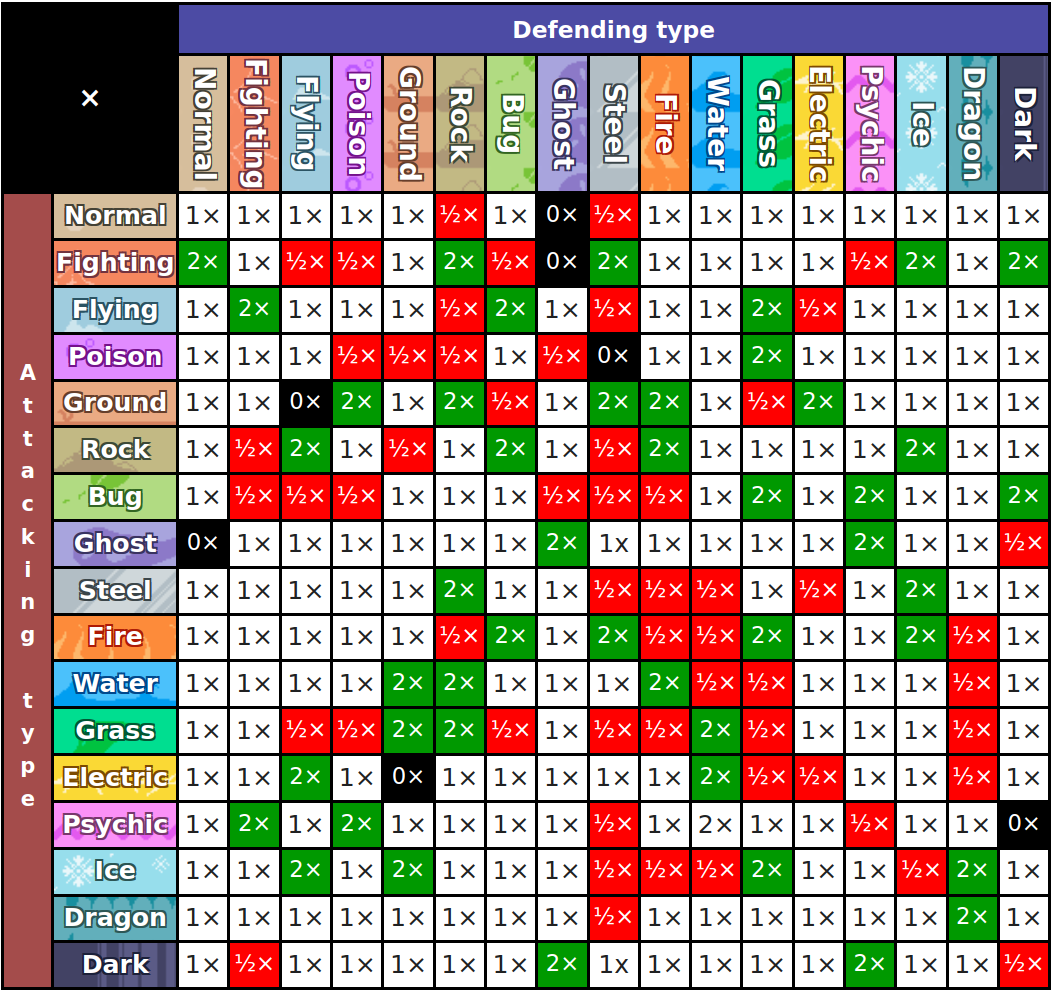 Defending type
×
Normal Fighting Flying Poison Ground Rock Bug Ghost Steel Fire Water Grass Electric Psychic Ice Dragon Dark
Attacking type
Normal 1× 1× 1× 1× 1× ½× 1× 0× ½× 1× 1× 1× 1× 1× 1× 1× 1×
Fighting 2× 1× ½× ½× 1× 2× ½× 0× 2× 1× 1× 1× 1× ½× 2× 1× 2×
Flying 1× 2× 1× 1× 1× ½× 2× 1× ½× 1× 1× 2× ½× 1× 1× 1× 1×
Poison 1× 1× 1× ½× ½× ½× 1× ½× 0× 1× 1× 2× 1× 1× 1× 1× 1×
Ground 1× 1× 0× 2× 1× 2× ½× 1× 2× 2× 1× ½× 2× 1× 1× 1× 1×
Rock 1× ½× 2× 1× ½× 1× 2× 1× ½× 2× 1× 1× 1× 1× 2× 1× 1×
Bug 1× ½× ½× ½× 1× 1× 1× ½× ½× ½× 1× 2× 1× 2× 1× 1× 2×
Ghost 0× 1× 1× 1× 1× 1× 1× 2× 1x 1× 1× 1× 1× 2× 1× 1× ½×
Steel 1× 1× 1× 1× 1× 2× 1× 1× ½× ½× ½× 1× ½× 1× 2× 1× 1×
Fire 1× 1× 1× 1× 1× ½× 2× 1× 2× ½× ½× 2× 1× 1× 2× ½× 1×
Water 1× 1× 1× 1× 2× 2× 1× 1× 1× 2× ½× ½× 1× 1× 1× ½× 1×
Grass 1× 1× ½× ½× 2× 2× ½× 1× ½× ½× 2× ½× 1× 1× 1× ½× 1×
Electric 1× 1× 2× 1× 0× 1× 1× 1× 1× 1× 2× ½× ½× 1× 1× ½× 1×
Psychic 1× 2× 1× 2× 1× 1× 1× 1× ½× 1× 2× 1× 1× ½× 1× 1× 0×
Ice 1× 1× 2× 1× 2× 1× 1× 1× ½× ½× ½× 2× 1× 1× ½× 2× 1×
Dragon 1× 1× 1× 1× 1× 1× 1× 1× ½× 1× 1× 1× 1× 1× 1× 2× 1×
Dark 1× ½× 1× 1× 1× 1× 1× 2× 1x 1× 1× 1× 1× 2× 1× 1× ½×